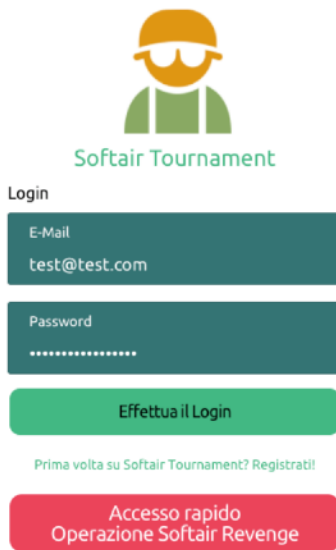 Softair Tournament
Login
E-Mail
test@test.com
Password
•••••••••••••••••
Effettua il Login
Prima volta su Softair Tournament? Registrati!
Accesso rapido
Operazione Softair Revenge